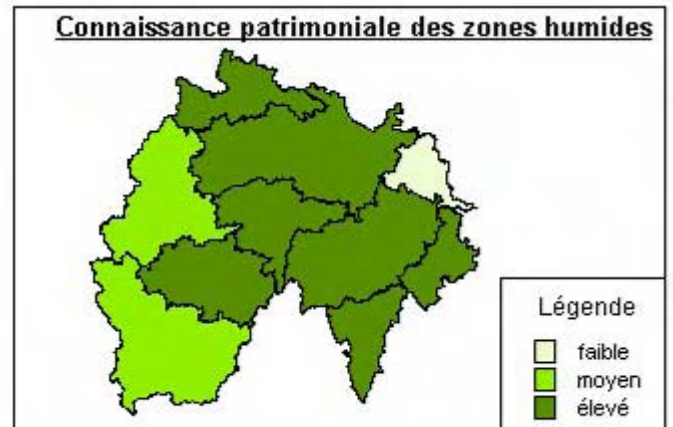 Connaissance patrimoniale des zones humides
Légende
faible
moyen
élevé